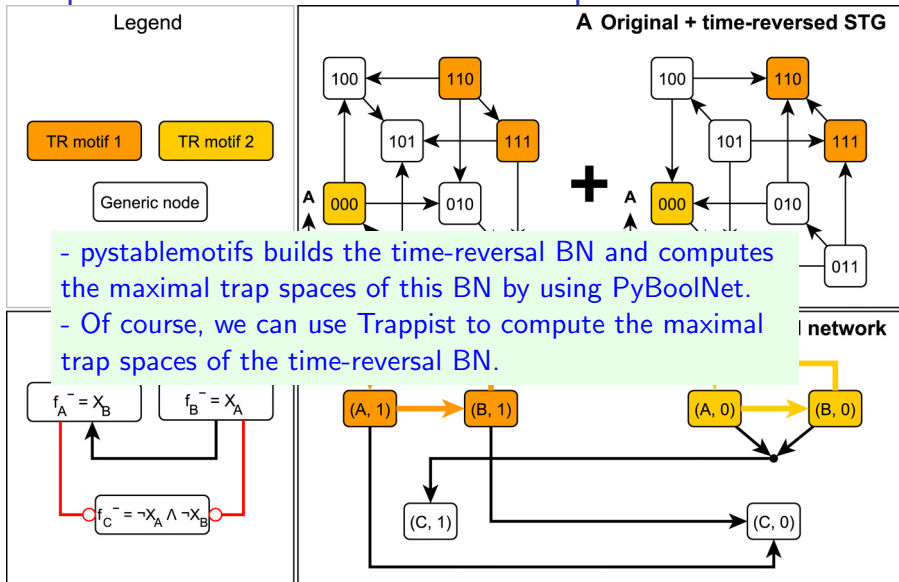 Legend
A Original + time-reversed STG
TR motif 1
TR motif 2
Generic node
100
110
101
111
A
000
010
+
100
110
101
111
A
000
010
011
- pystablemotifs builds the time-reversal BN and computes
the maximal trap spaces of this BN by using PyBoolNet.
- Of course, we can use Trappist to compute the maximal
trap spaces of the time-reversal BN.
network
f_A^- = X_B
f_B^- = X_A
f_C^- = ¬X_A ∧ ¬X_B
(A, 1)
(B, 1)
(A, 0)
(B, 0)
(C, 1)
(C, 0)